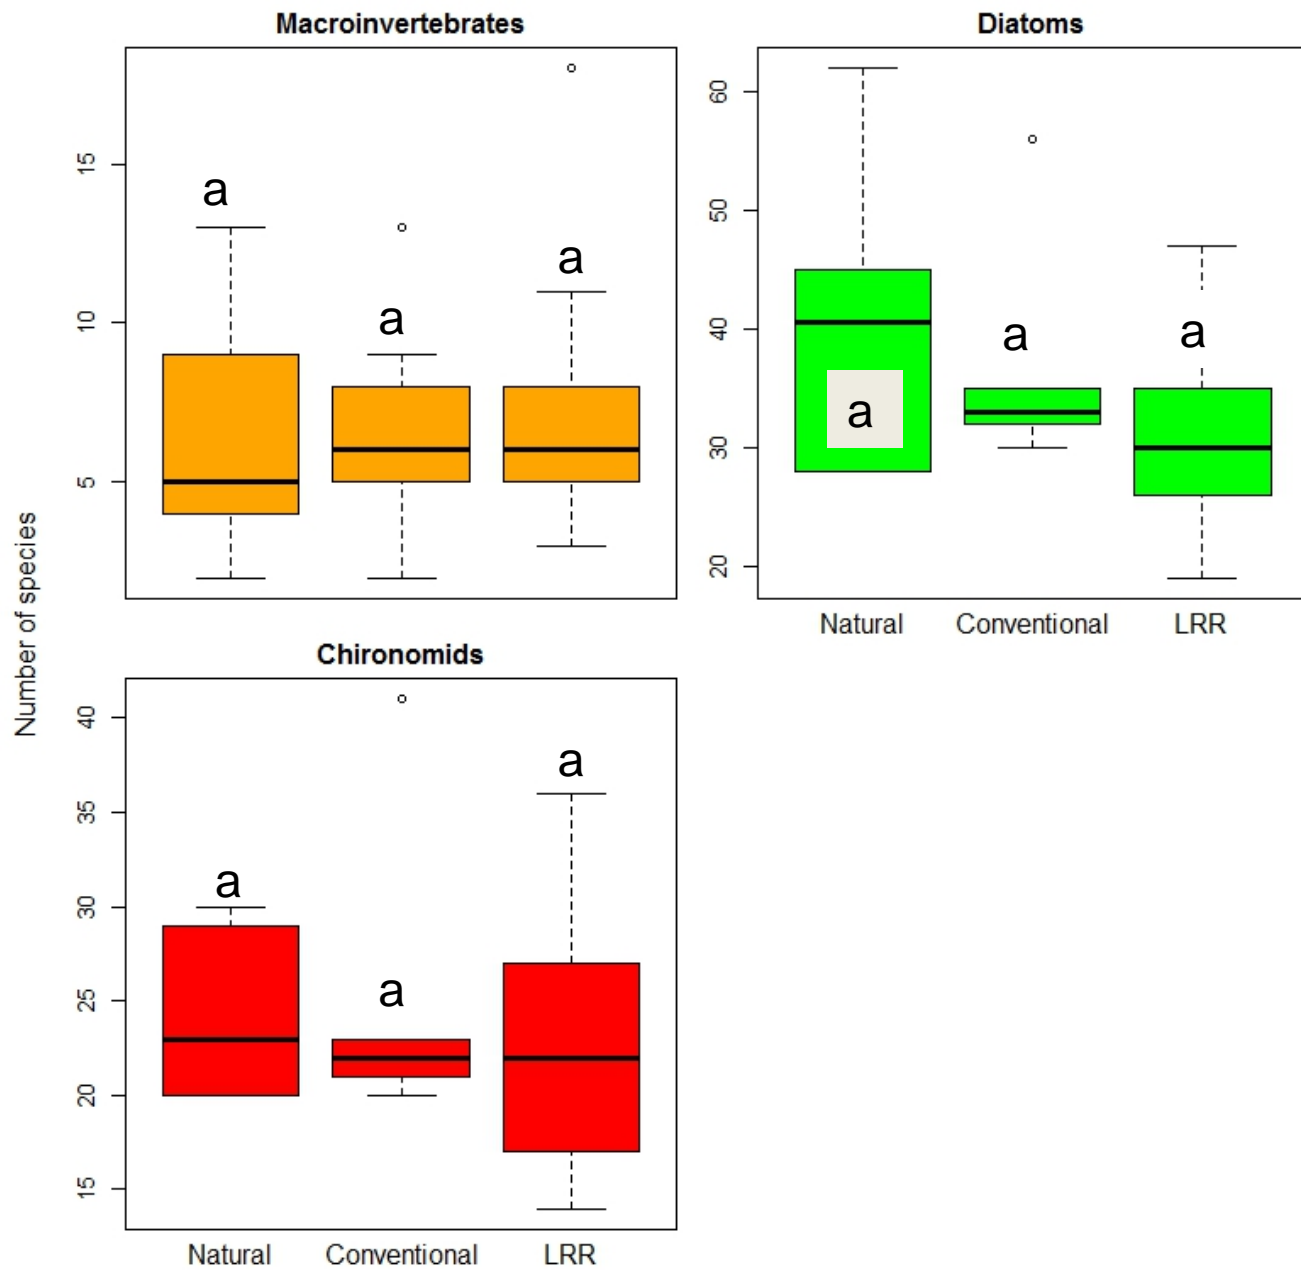 Macroinvertebrates
Diatoms
Number of species
15
10
5
a
a
a
60
50
40
30
20
a
a
a
Natural Conventional LRR
Chironomids
40
35
30
25
20
15
a
a
a
Natural Conventional LRR